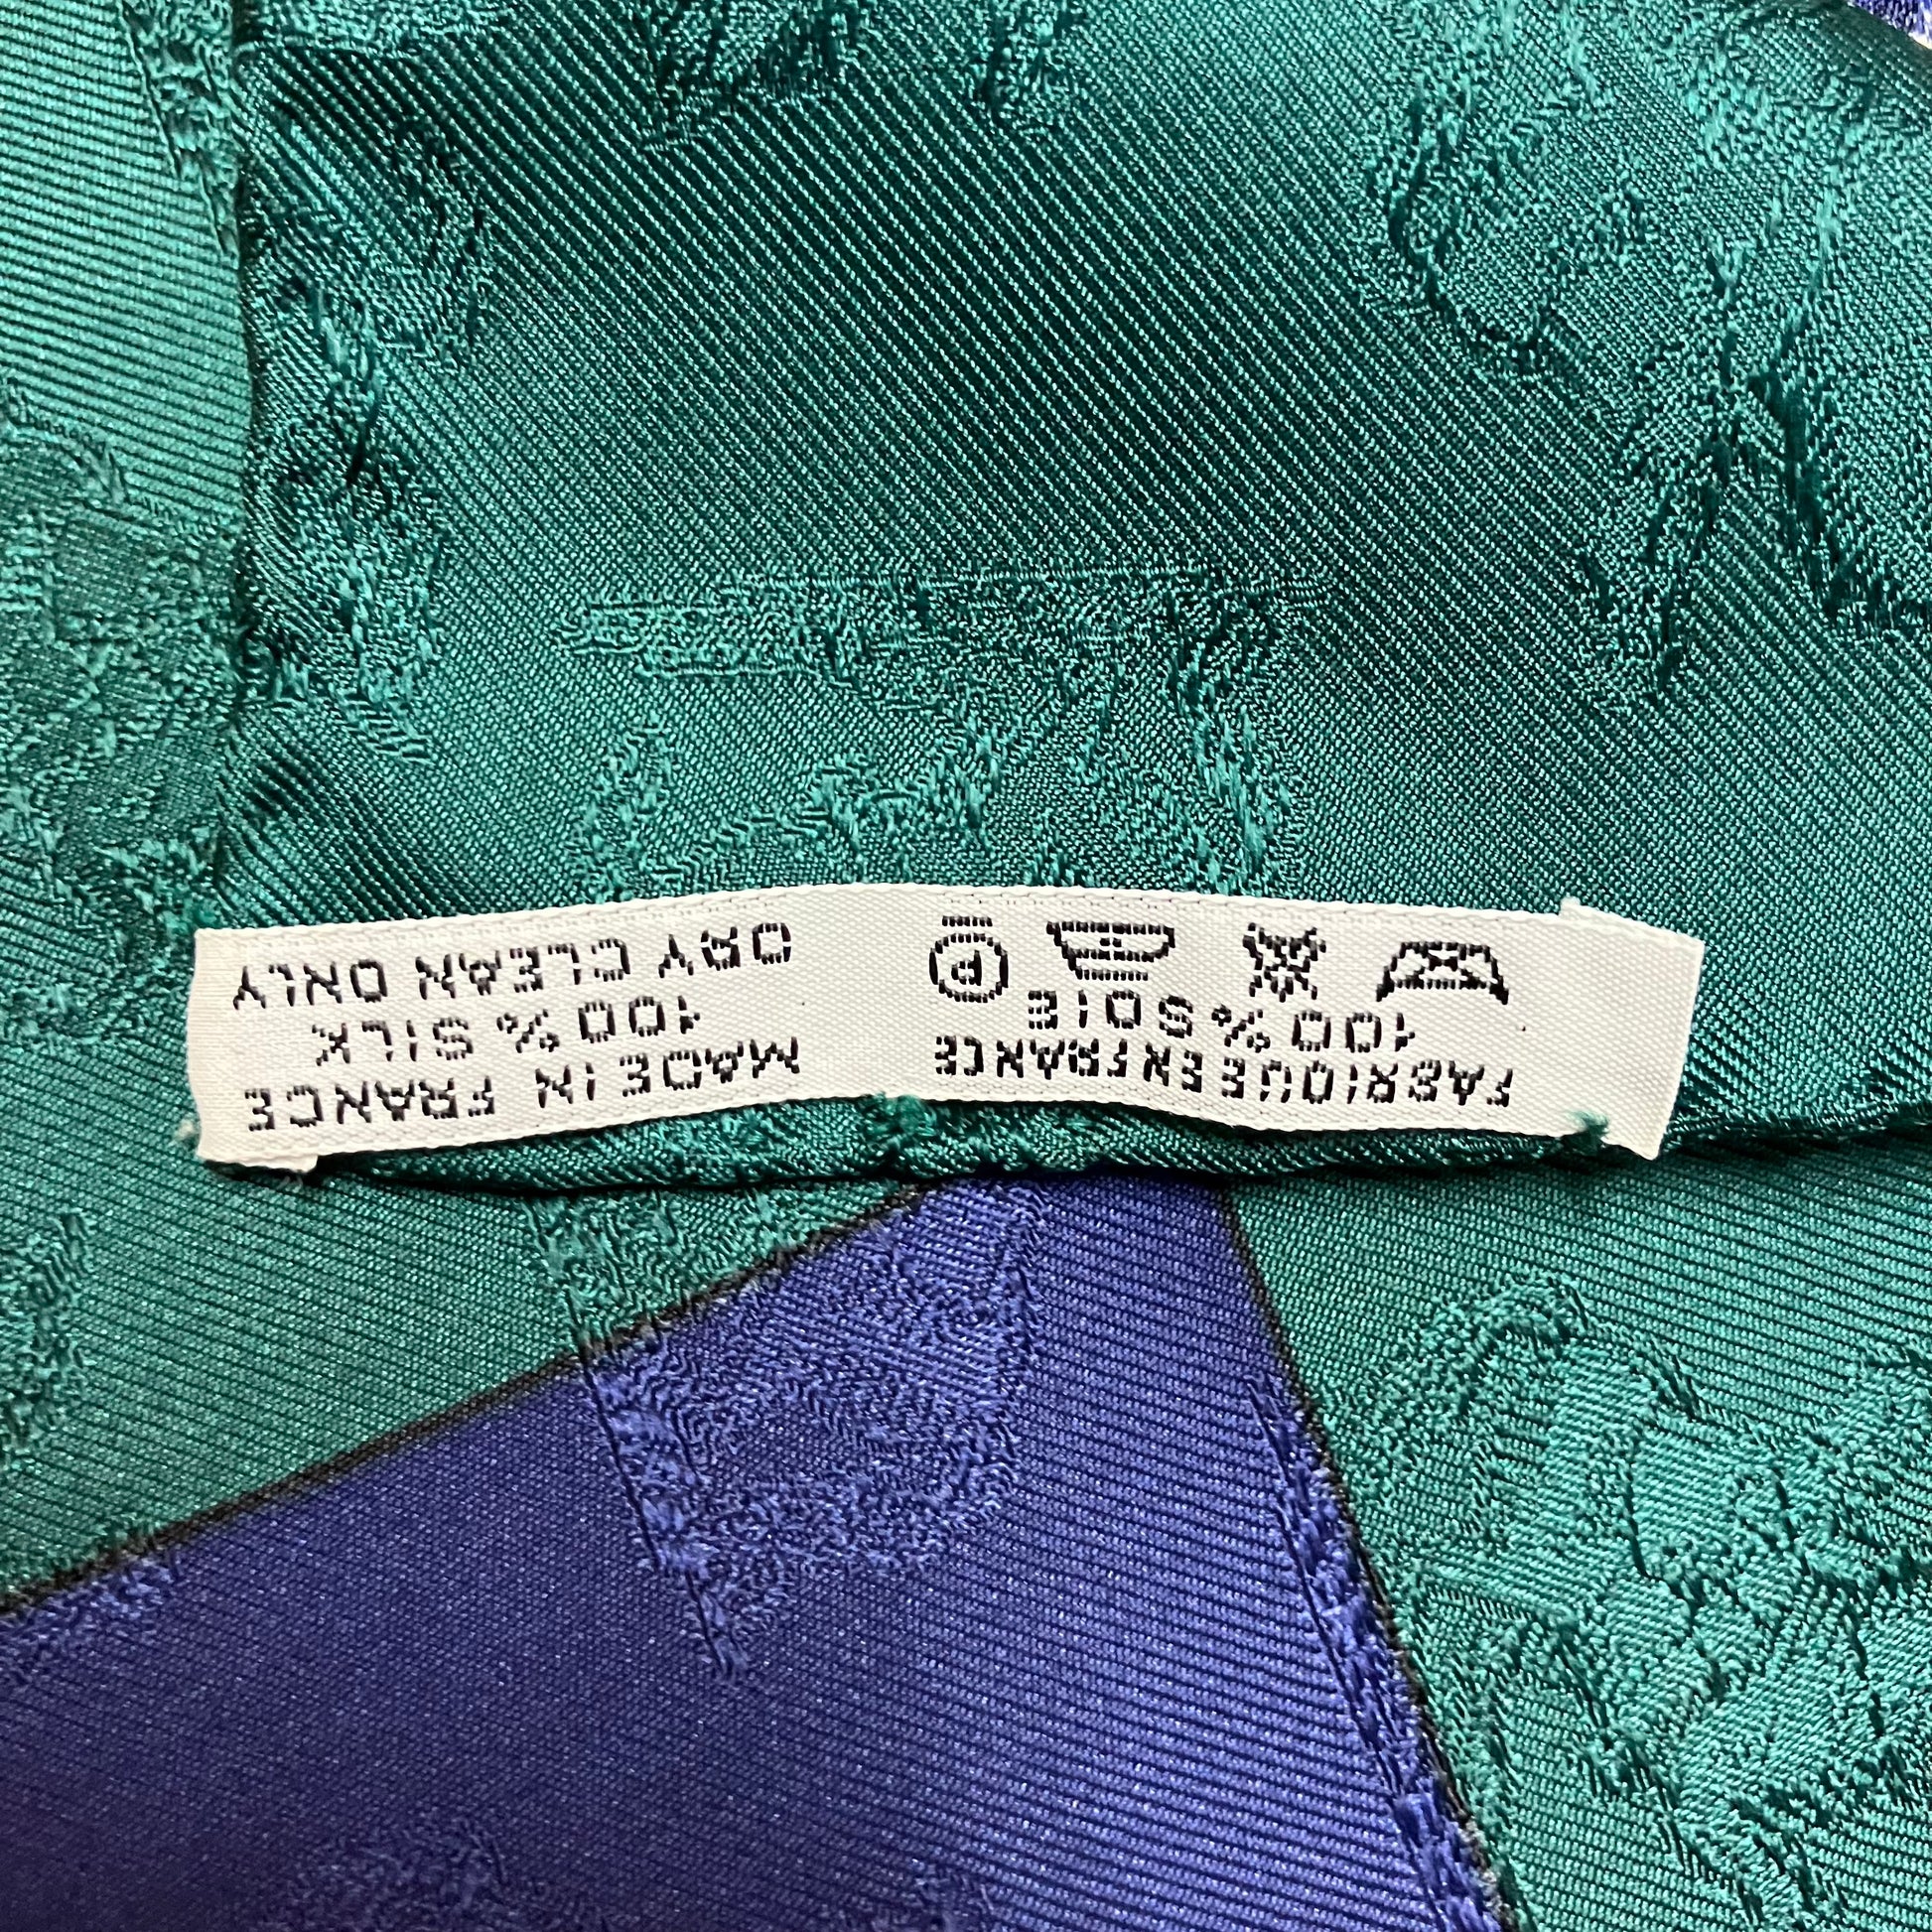 FABRIQUE EN FRANCE
100% SOIE
P
MADE IN FRANCE
100% SILK
DRY CLEAN ONLY